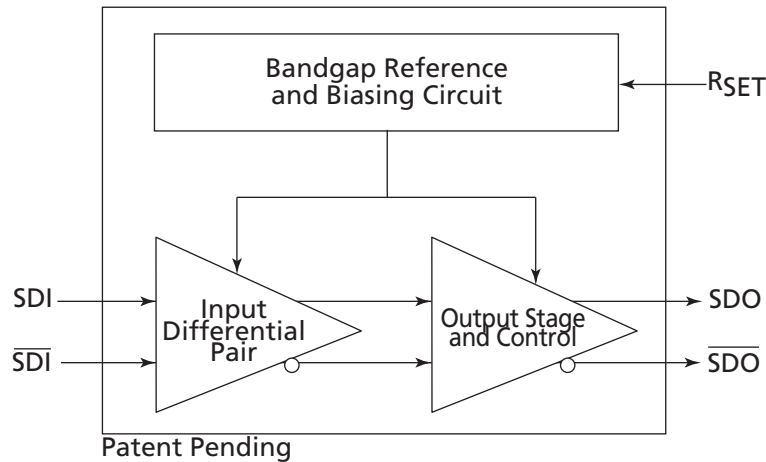 Bandgap Reference
and Biasing Circuit
RSET
SDI
SDI
Input
Differential
Pair
Output Stage
and Control
SDO
SDO
Patent Pending